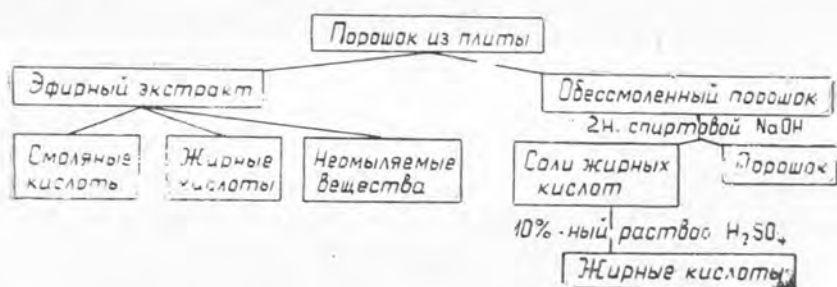 Порошок из плиты
Эфирный экстракт
Обессмоленный порошок
2н. спиртовой NaOH
Смоляные
кислоты
Жирные
кислоты
Неомыляемые
вещества
Соли жирных
кислот
Порошок
10%-ный раствор H₂SO₄
Жирные кислоты